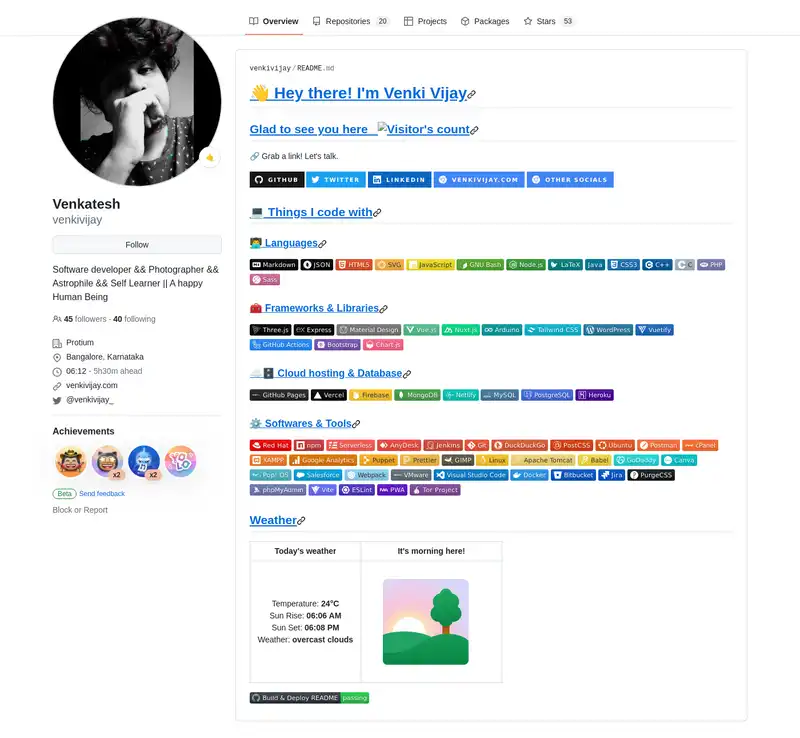 Overview Repositories 20 Projects Packages Stars 53
Venkatesh
venkivijay
Follow
Software developer && Photographer &&
Astrophile && Self Learner || A happy
Human Being
45 followers · 40 following
Protium
Bangalore, Karnataka
06:12 - 5h30m ahead
venkivijay.com
@venkivijay_
Achievements
x2 x2 YOLO
Beta Send feedback
Block or Report
venkivijay/README.md
👋 Hey there! I'm Venki Vijay
Glad to see you here Visitor's count
🔗 Grab a link! Let's talk.
GITHUB TWITTER LINKEDIN VENKIVIJAY.COM OTHER SOCIALS
💻 Things I code with
👨‍💻 Languages
Markdown JSON HTML5 SVG JavaScript GNU Bash Node.js LaTeX Java CSS3 C++ C PHP
Sass
🧰 Frameworks & Libraries
Three.js Express Material Design Vue.js Nuxt.js Arduino Tailwind CSS WordPress Vuetify
GitHub Actions Bootstrap Chart.js
☁️🗄️ Cloud hosting & Database
GitHub Pages Vercel Firebase MongoDB Netlify MySQL PostgreSQL Heroku
⚙️ Softwares & Tools
Red Hat npm Serverless AnyDesk Jenkins Git DuckDuckGo PostCSS Ubuntu Postman cPanel
XAMPP Google Analytics Puppet Prettier GIMP Linux Apache Tomcat Babel GoDaddy Canva
Pop!_OS Salesforce Webpack VMware Visual Studio Code Docker Bitbucket Jira PurgeCSS
phpMyAdmin Vite ESLint PWA Tor Project
Weather
Today's weather It's morning here!
Temperature: 24°C
Sun Rise: 06:06 AM
Sun Set: 06:08 PM
Weather: overcast clouds
Build & Deploy README passing